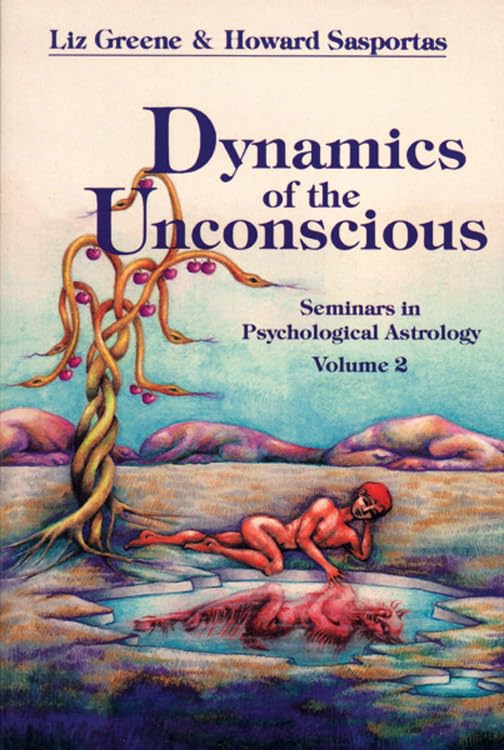 Liz Greene & Howard Sasportas
Dynamics
of the
Unconscious
Seminars in
Psychological Astrology
Volume 2